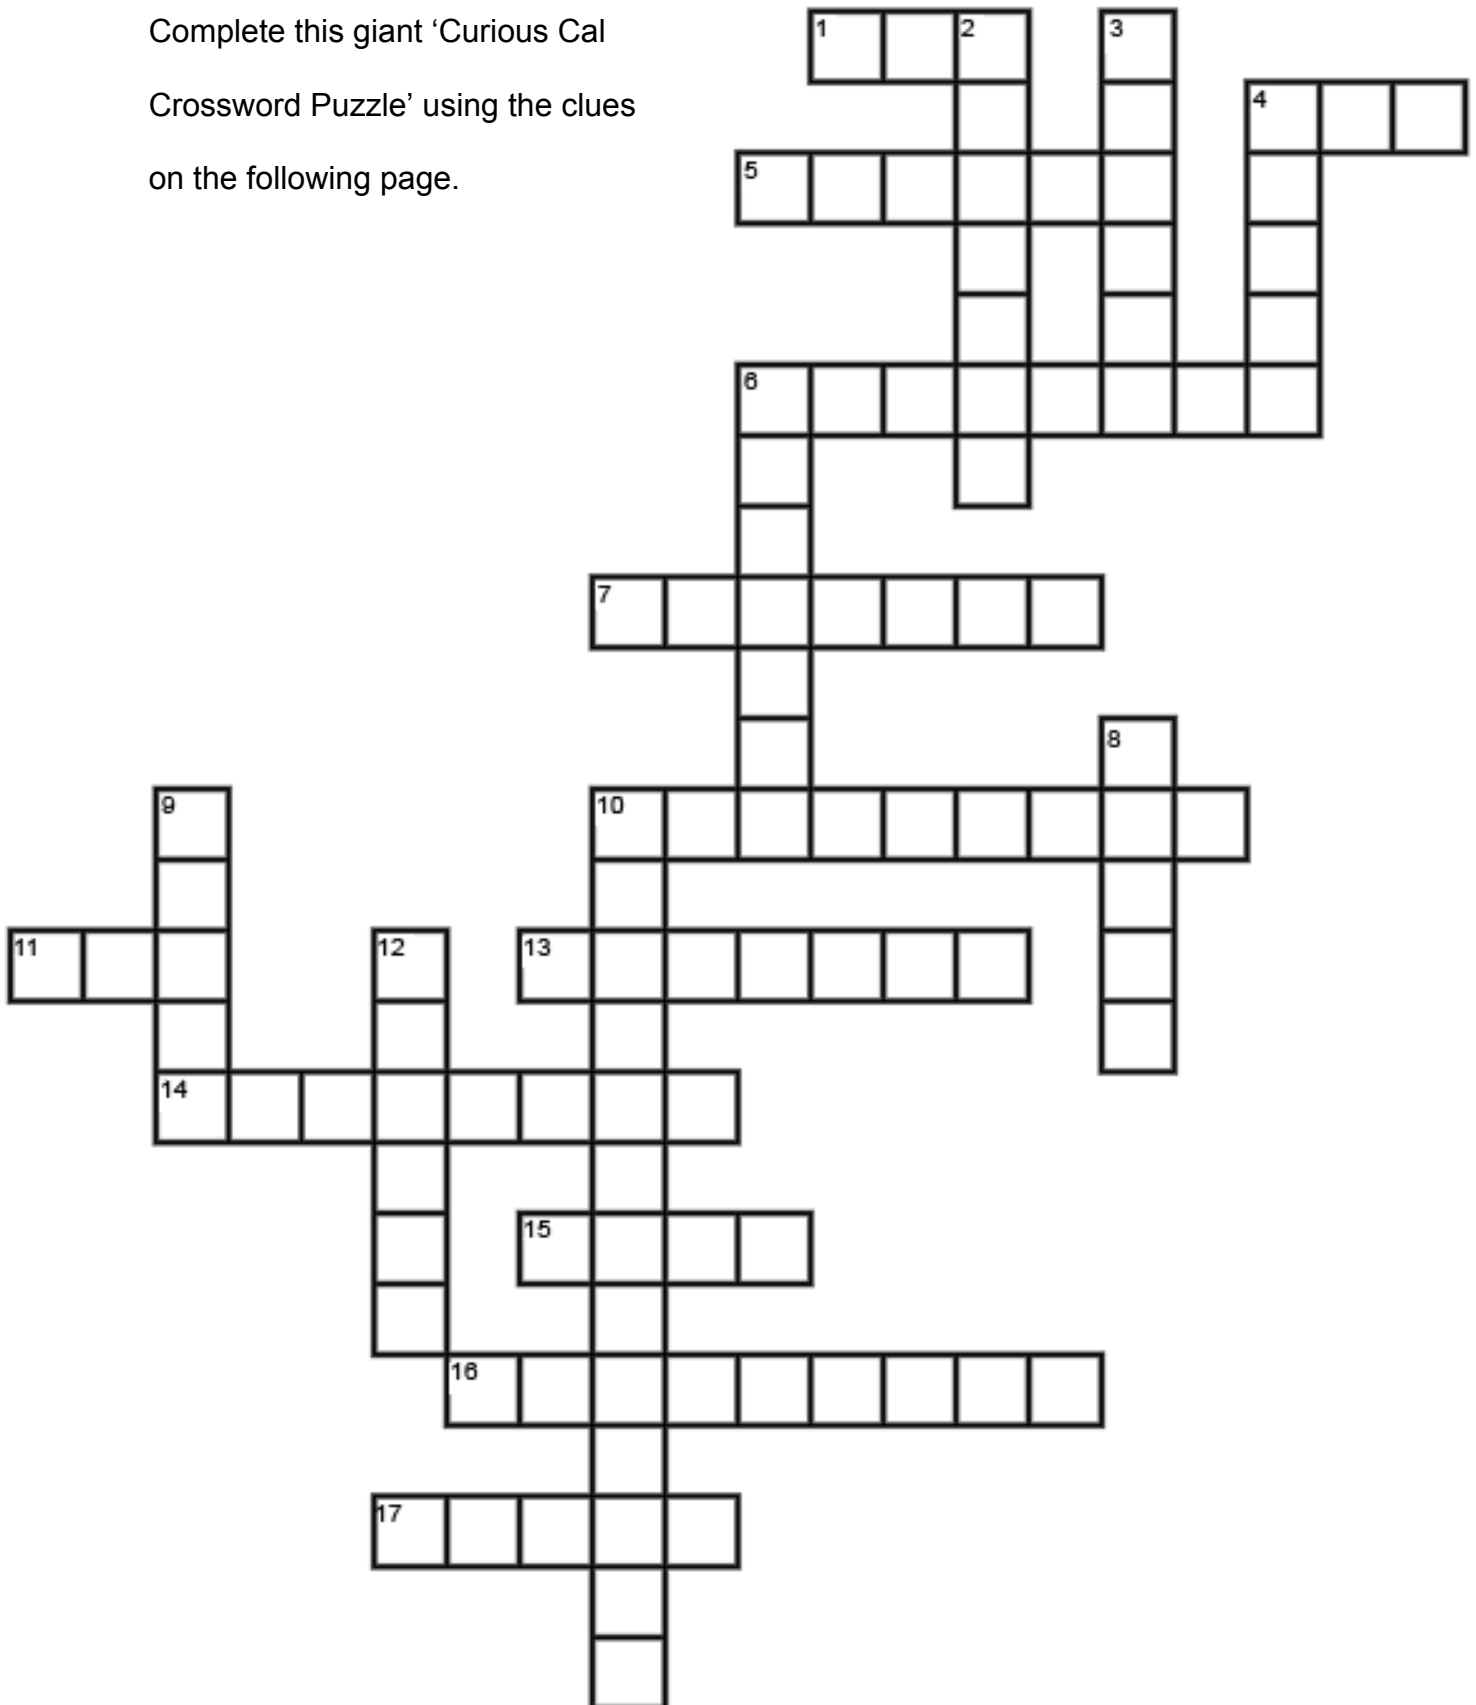 Complete this giant ‘Curious Cal
1 2 3
Crossword Puzzle’ using the clues
4
on the following page.
5
6
7
8
9 10
11 12 13
14
15
16
17